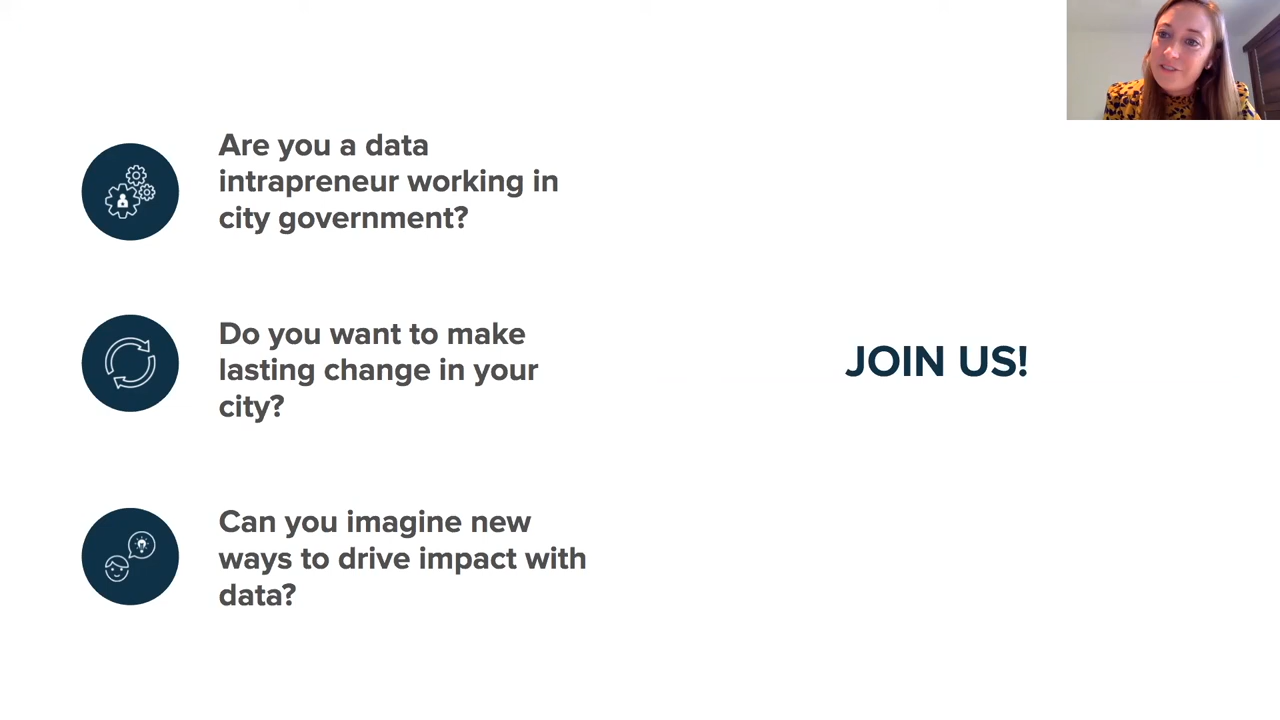 Are you a data
intrapreneur working in
city government?
Do you want to make
lasting change in your
city?
JOIN US!
Can you imagine new
ways to drive impact with
data?